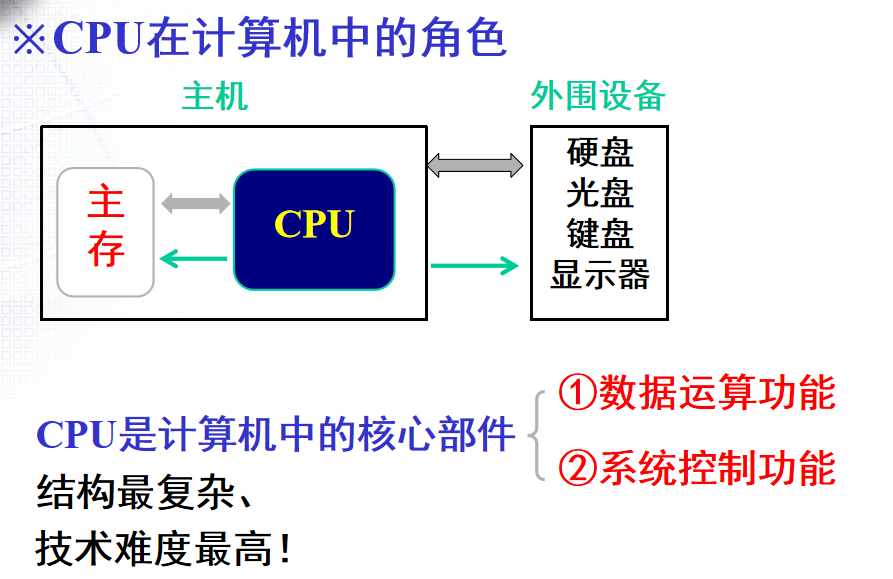 ※CPU在计算机中的角色
主机
外围设备
主
存
CPU
硬盘
光盘
键盘
显示器
CPU是计算机中的核心部件
①数据运算功能
②系统控制功能
结构最复杂、
技术难度最高！